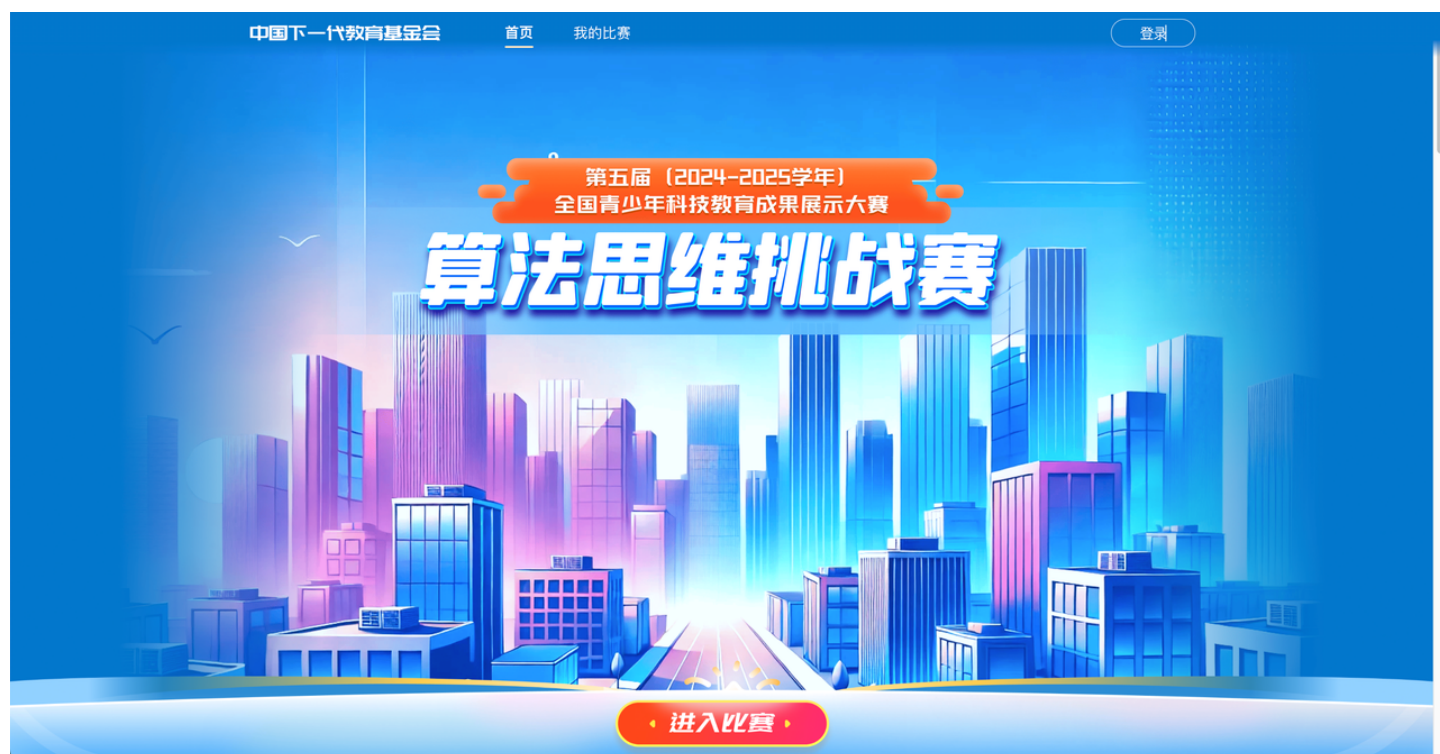 中国下一代教育基金会
首页
我的比赛
登录
第五届（2024-2025学年）
全国青少年科技教育成果展示大赛
算法思维挑战赛
进入比赛